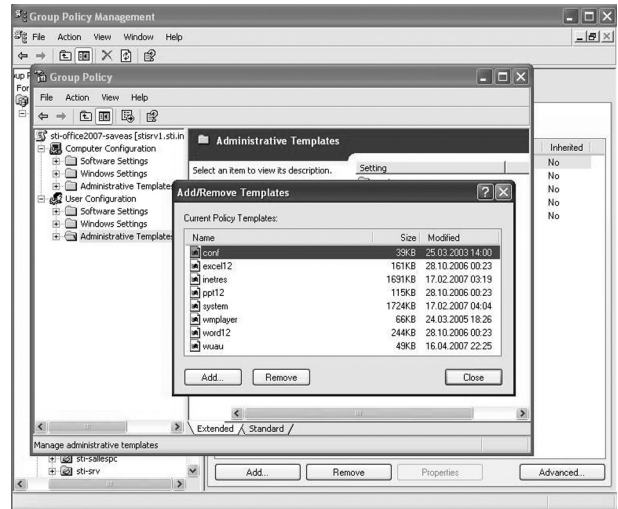 Group Policy Management
File Action View Window Help
Group Policy
File Action View Help
sti-office2007-saveas [stisrv1.sti.in
Computer Configuration
Software Settings
Windows Settings
Administrative Templates
User Configuration
Software Settings
Windows Settings
Administrative Template
Administrative Templates
Select an item to view its description.
Setting
Inherited
No
No
No
No
No
Add/Remove Templates
Current Policy Templates:
Name Size Modified
conf 39KB 25.03.2003 14:00
excel12 161KB 28.10.2006 00:23
inetres 1691KB 17.02.2007 03:19
ppt12 115KB 28.10.2006 00:23
system 1724KB 17.02.2007 04:04
wmplayer 66KB 24.03.2005 18:26
word12 244KB 28.10.2006 00:23
wuau 49KB 16.04.2007 22:25
Add... Remove Close
Extended Standard
Manage administrative templates
sti-sallespc
sti-srv
Add... Remove Properties Advanced...